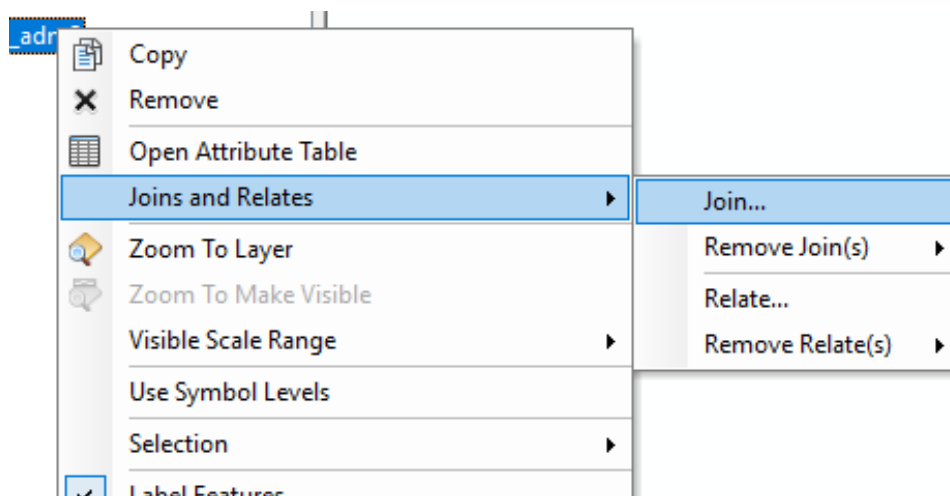 _adr
Copy
Remove
Open Attribute Table
Joins and Relates
Join...
Zoom To Layer
Remove Join(s)
Zoom To Make Visible
Relate...
Visible Scale Range
Remove Relate(s)
Use Symbol Levels
Selection
Label Features